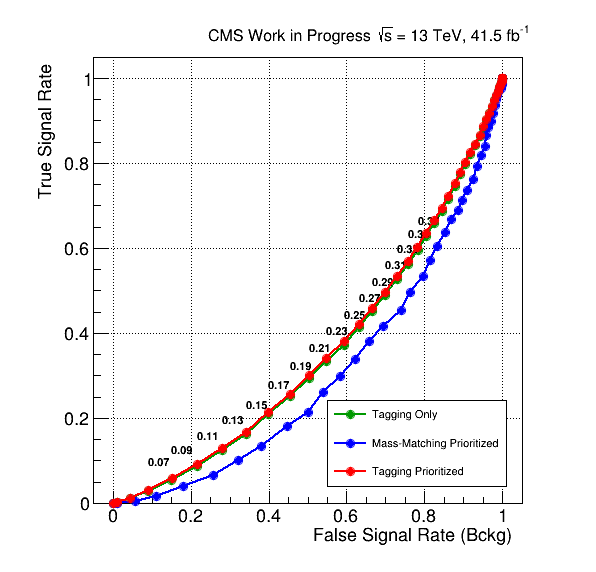 CMS Work in Progress √s = 13 TeV, 41.5 fb⁻¹
True Signal Rate
1
0.8
0.6
0.4
0.2
0
0.31
0.29
0.27
0.25
0.23
0.21
0.19
0.17
0.15
0.13
0.11
0.09
0.07
Tagging Only
Mass-Matching Prioritized
Tagging Prioritized
0 0.2 0.4 0.6 0.8 1
False Signal Rate (Bckg)